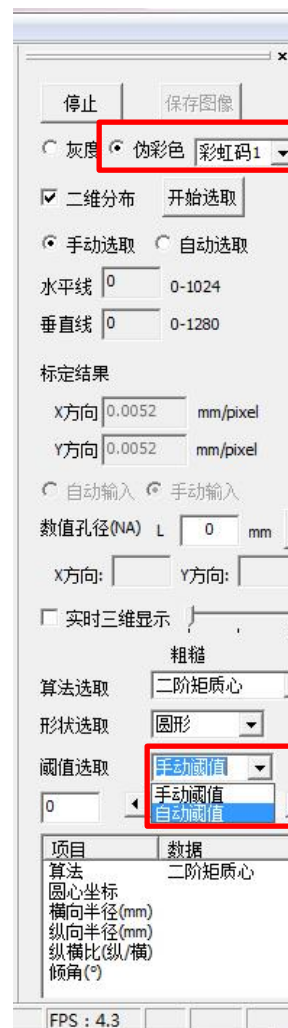 停止 保存图像
灰度 伪彩色 彩虹码1
二维分布 开始选取
手动选取 自动选取
水平线 0 0-1024
垂直线 0 0-1280
标定结果
X方向 0.0052 mm/pixel
Y方向 0.0052 mm/pixel
自动输入 手动输入
数值孔径(NA) L 0 mm
X方向: Y方向:
实时三维显示
粗糙
算法选取 二阶矩质心
形状选取 圆形
阈值选取 手动阈值
手动阈值
0 自动阈值
项目 数据
算法 二阶矩质心
圆心坐标
横向半径(mm)
纵向半径(mm)
纵横比(纵/横)
倾角(°)
FPS : 4.3